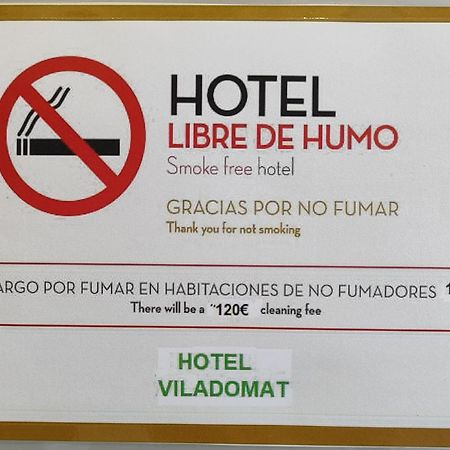 HOTEL
LIBRE DE HUMO
Smoke free hotel
GRACIAS POR NO FUMAR
Thank you for not smoking
ARGO POR FUMAR EN HABITACIONES DE NO FUMADORES 1
There will be a "120€ cleaning fee
HOTEL
VILADOMAT